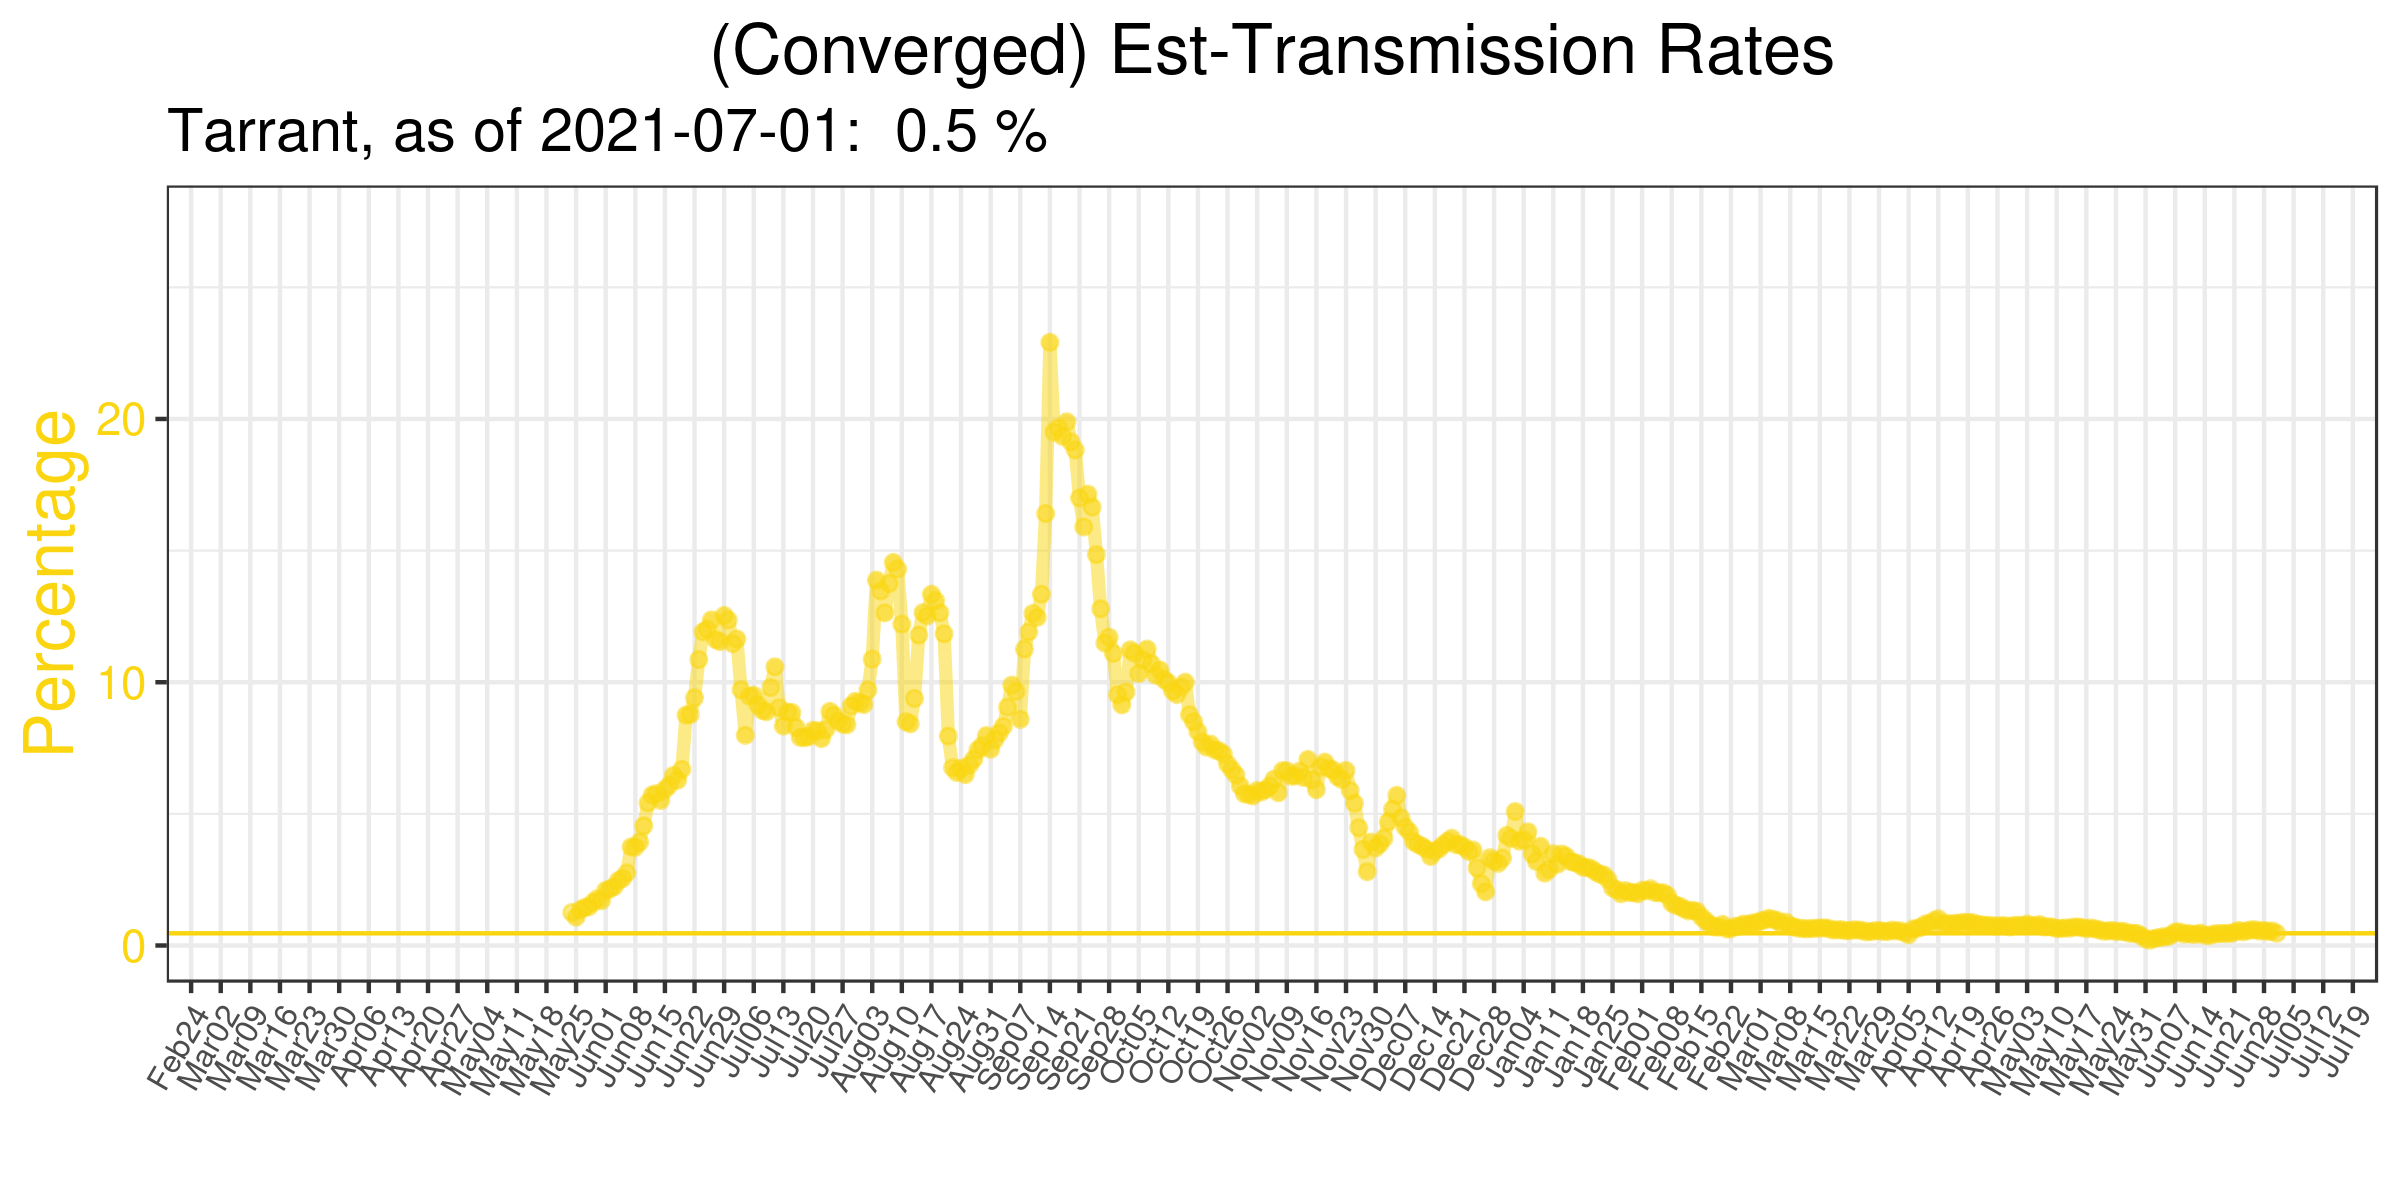 (Converged) Est-Transmission Rates
Tarrant, as of 2021-07-01: 0.5 %
Percentage
20
10
0
Feb24
Mar02
Mar09
Mar16
Mar23
Mar30
Apr06
Apr13
Apr20
Apr27
May04
May11
May18
May25
Jun01
Jun08
Jun15
Jun22
Jun29
Jul06
Jul13
Jul20
Jul27
Aug03
Aug10
Aug17
Aug24
Aug31
Sep07
Sep14
Sep21
Sep28
Oct05
Oct12
Oct19
Oct26
Nov02
Nov09
Nov16
Nov23
Nov30
Dec07
Dec14
Dec21
Dec28
Jan04
Jan11
Jan18
Jan25
Feb01
Feb08
Feb15
Feb22
Mar01
Mar08
Mar15
Mar22
Mar29
Apr05
Apr12
Apr19
Apr26
May03
May10
May17
May24
May31
Jun07
Jun14
Jun21
Jun28
Jul05
Jul12
Jul19